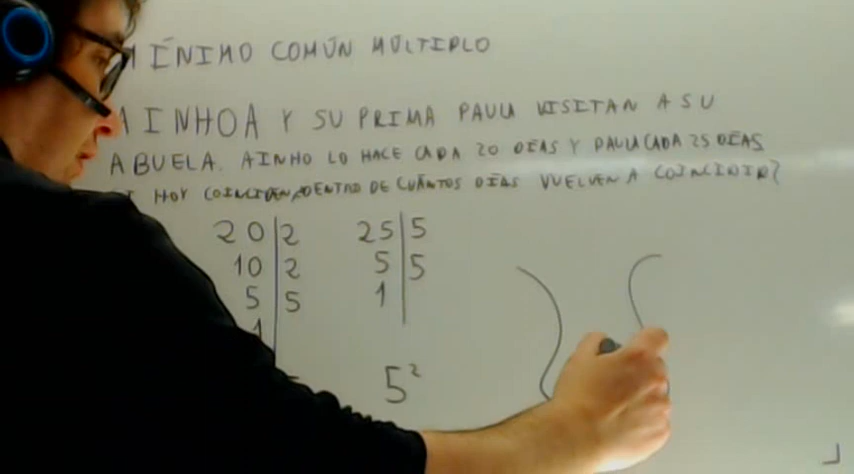 ÍNIMO COMÚN MÚLTIPLO
AINHOA Y SU PRIMA PAULA VISITAN A SU
ABUELA. AINHO LO HACE CADA 20 DÍAS Y PAULA CADA 25 DÍAS.
HOY COINCIDEN, DENTRO DE CUÁNTOS DÍAS VUELVEN A COINCIDIR?
20 2 25 5
10 2 5 5
5 5 1
1
5²